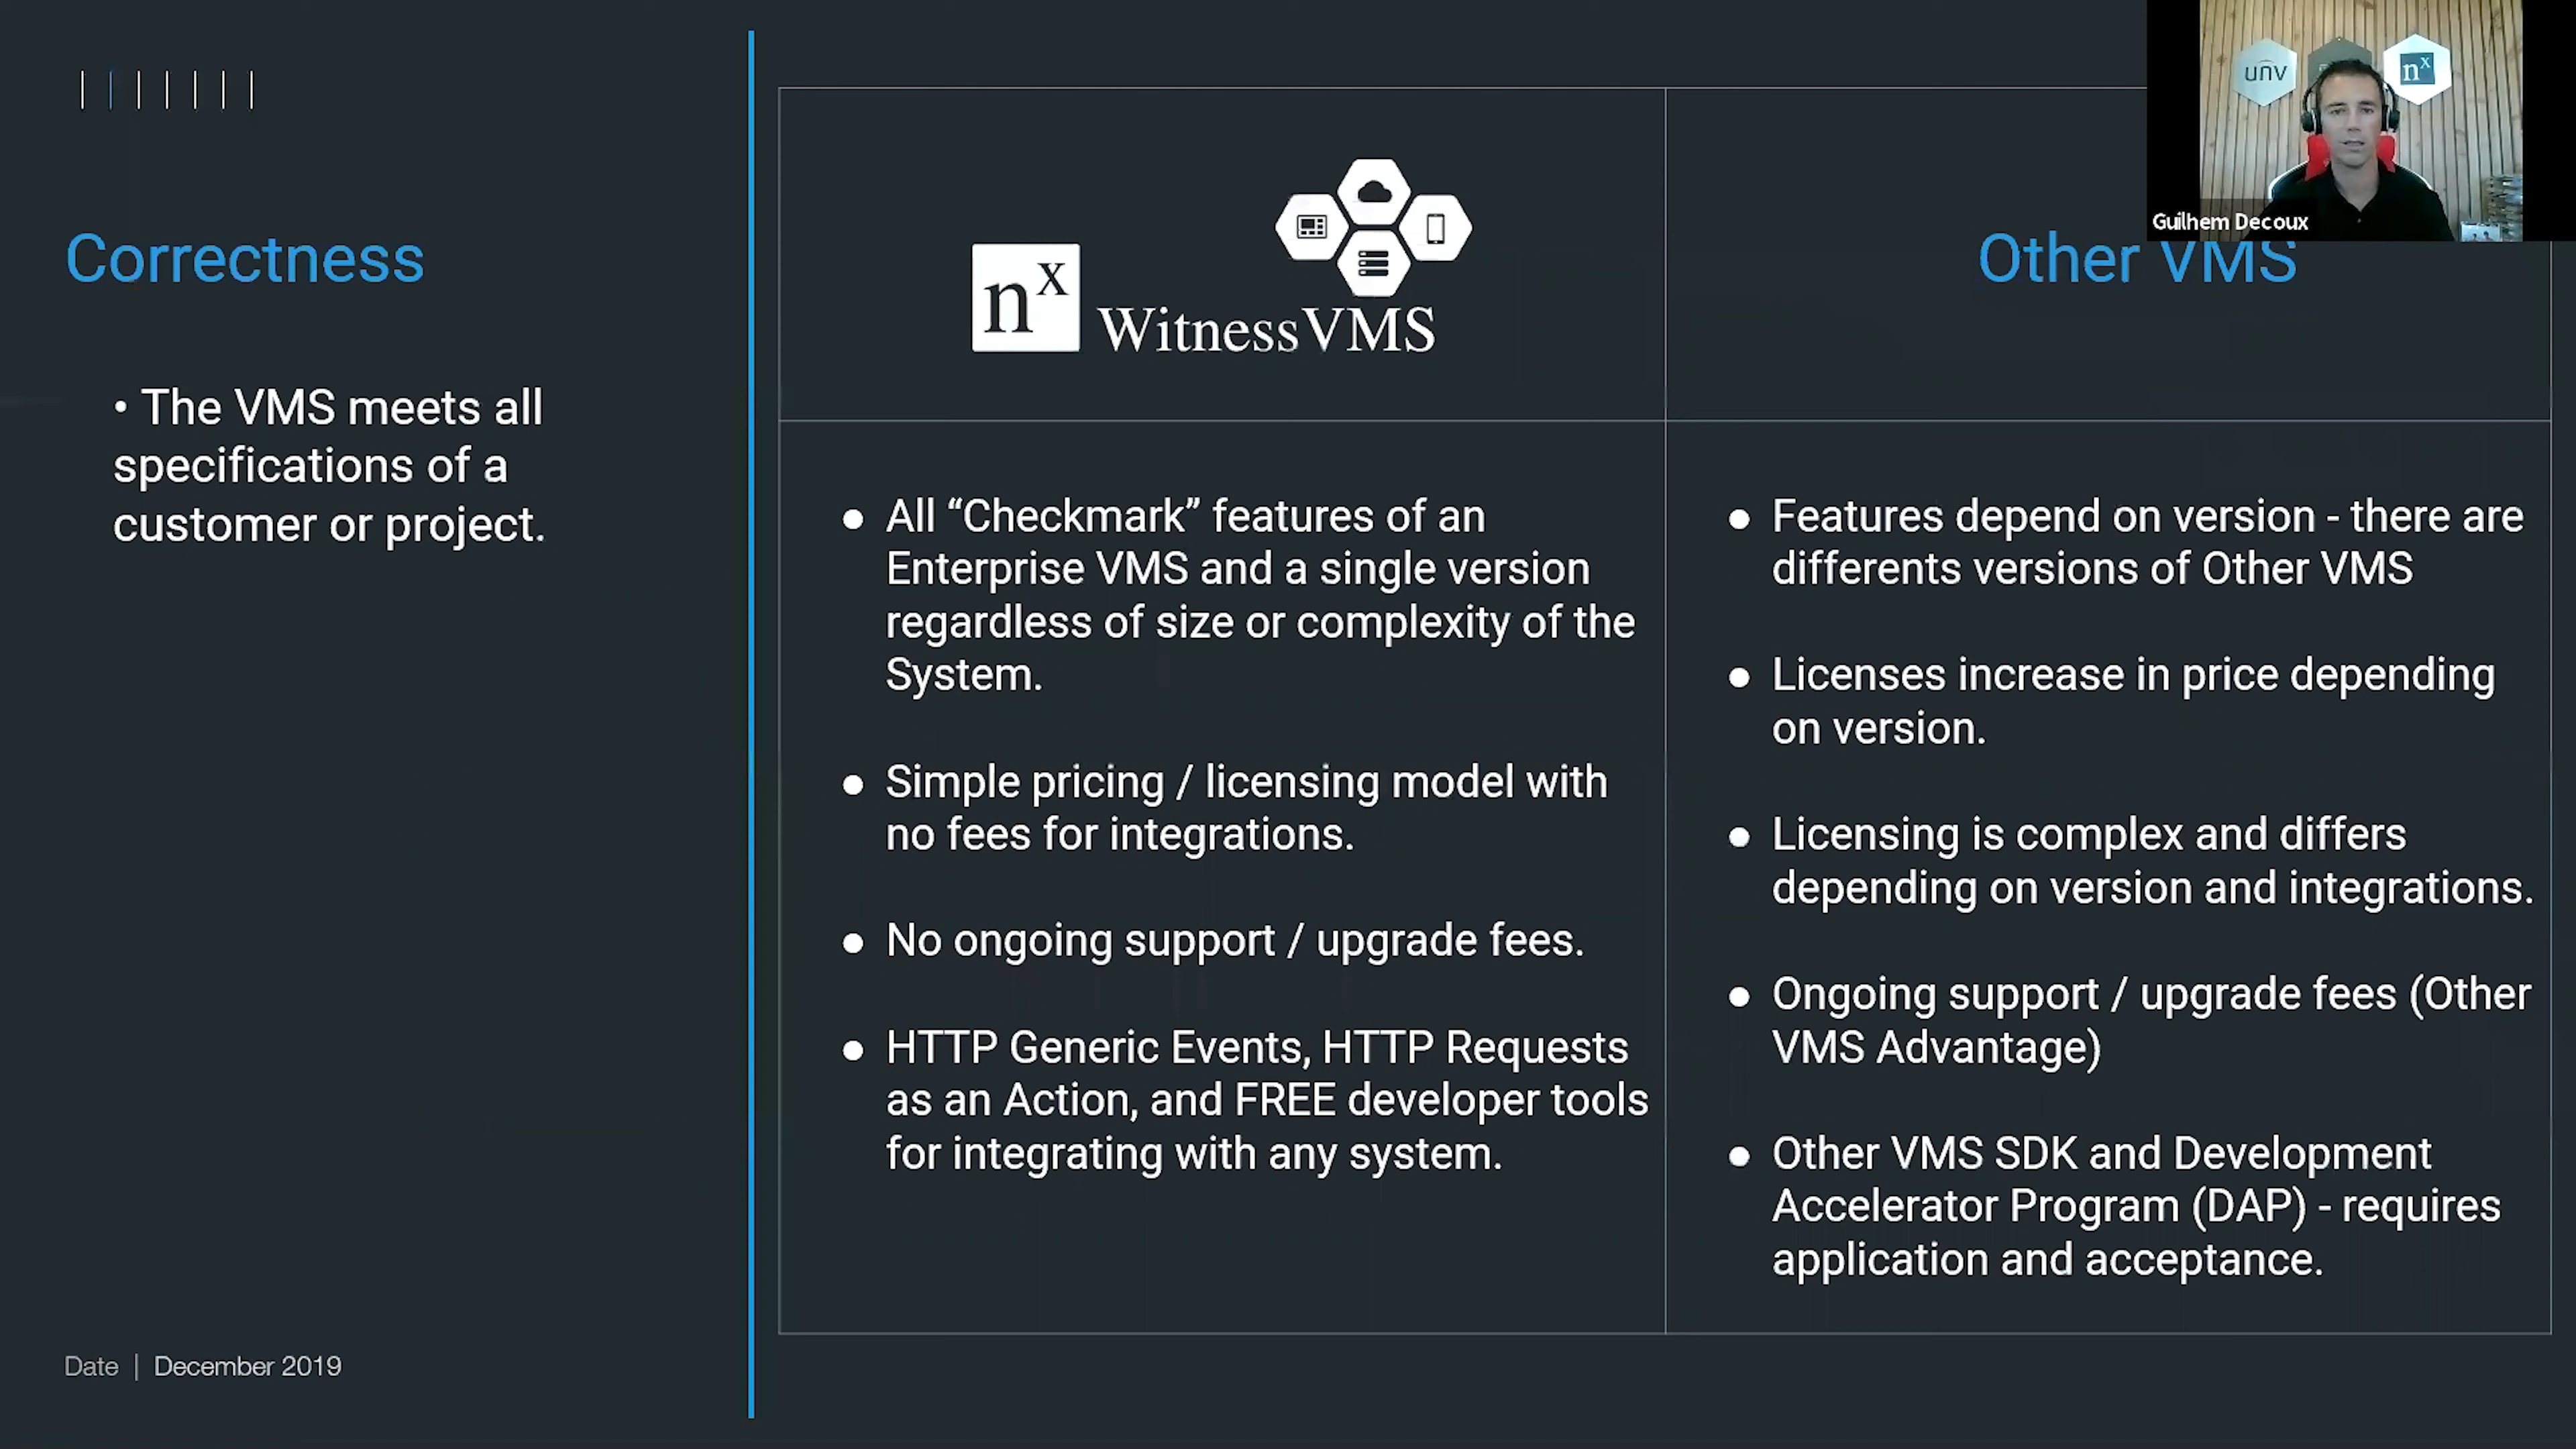 Correctness
• The VMS meets all
specifications of a
customer or project.
Date | December 2019
nx WitnessVMS
● All “Checkmark” features of an
Enterprise VMS and a single version
regardless of size or complexity of the
System.
● Simple pricing / licensing model with
no fees for integrations.
● No ongoing support / upgrade fees.
● HTTP Generic Events, HTTP Requests
as an Action, and FREE developer tools
for integrating with any system.
Other VMS
● Features depend on version - there are
differents versions of Other VMS
● Licenses increase in price depending
on version.
● Licensing is complex and differs
depending on version and integrations.
● Ongoing support / upgrade fees (Other
VMS Advantage)
● Other VMS SDK and Development
Accelerator Program (DAP) - requires
application and acceptance.
unv
nx
Guilhem Decoux